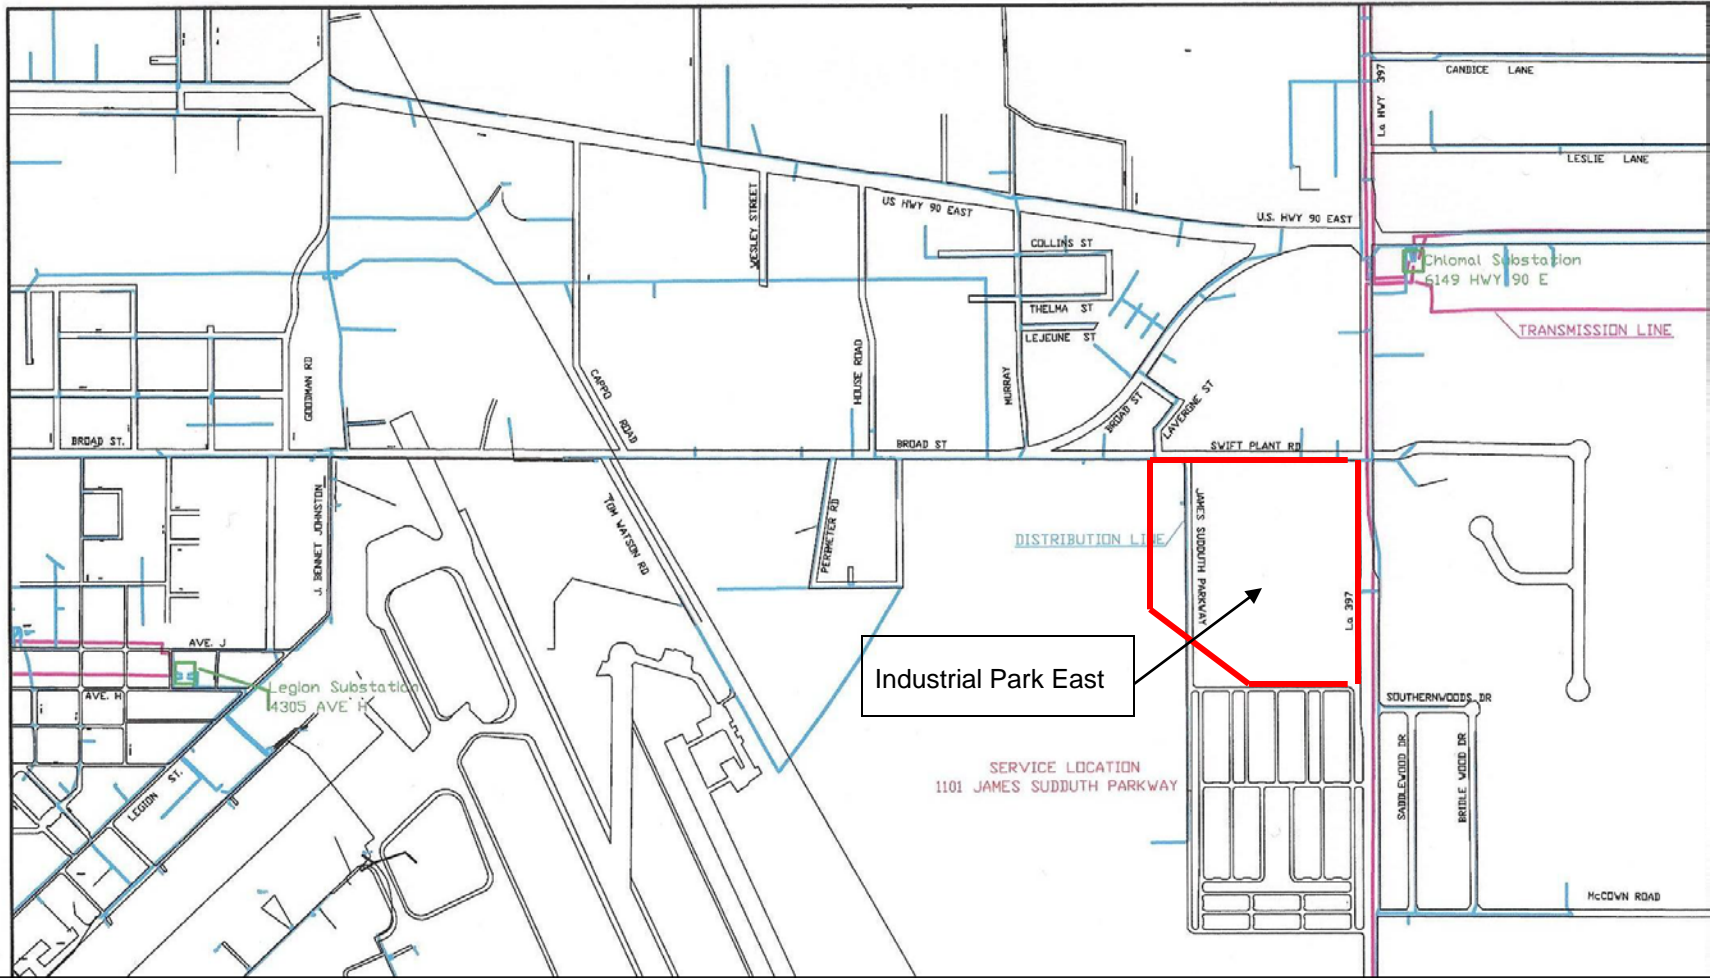 CANDICE LANE
La HWY 397
LESLIE LANE
WESLEY STREET
US HWY 90 EAST
U.S. HWY 90 EAST
COLLINS ST
Chlomal Substation
6149 HWY 90 E
THELMA ST
LEJEUNE ST
TRANSMISSION LINE
GOODMAN RD
CAPPO ROAD
HOUSE ROAD
MURRAY
BROAD ST
LAVERGNE ST
BROAD ST.
BROAD ST
SWIFT PLANT RD
J. BENNET JOHNSTON
TOM WATSON RD
PERIMETER RD
DISTRIBUTION LINE
JAMES SUDDUTH PARKWAY
La 397
AVE. J
Industrial Park East
Legion Substation
4305 AVE H
AVE. H
SOUTHERNWOODS DR
SADDLEWOOD DR
BRIDLE WOOD DR
SERVICE LOCATION
1101 JAMES SUDDUTH PARKWAY
LEGION ST.
McCOWN ROAD